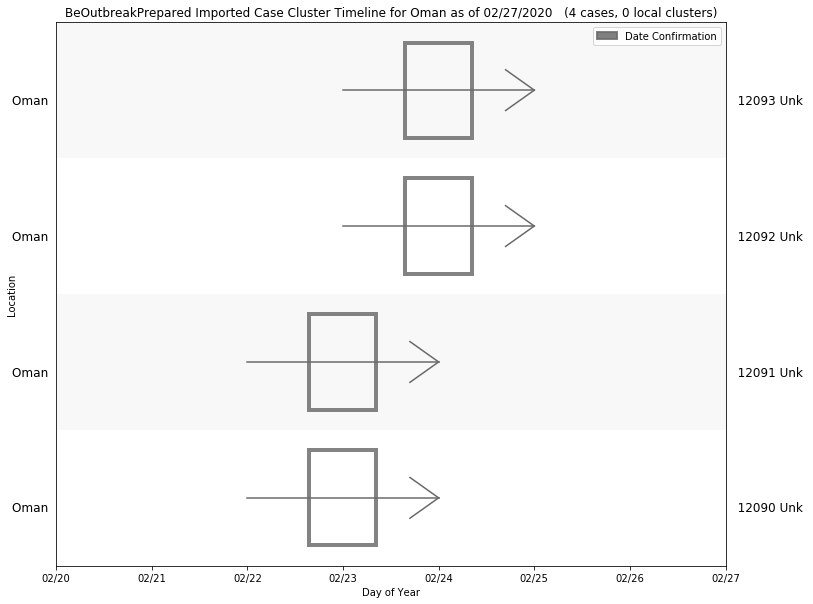 BeOutbreakPrepared Imported Case Cluster Timeline for Oman as of 02/27/2020 (4 cases, 0 local clusters)
Date Confirmation
Oman 12093 Unk
Oman 12092 Unk
Location
Oman 12091 Unk
Oman 12090 Unk
02/20 02/21 02/22 02/23 02/24 02/25 02/26 02/27
Day of Year